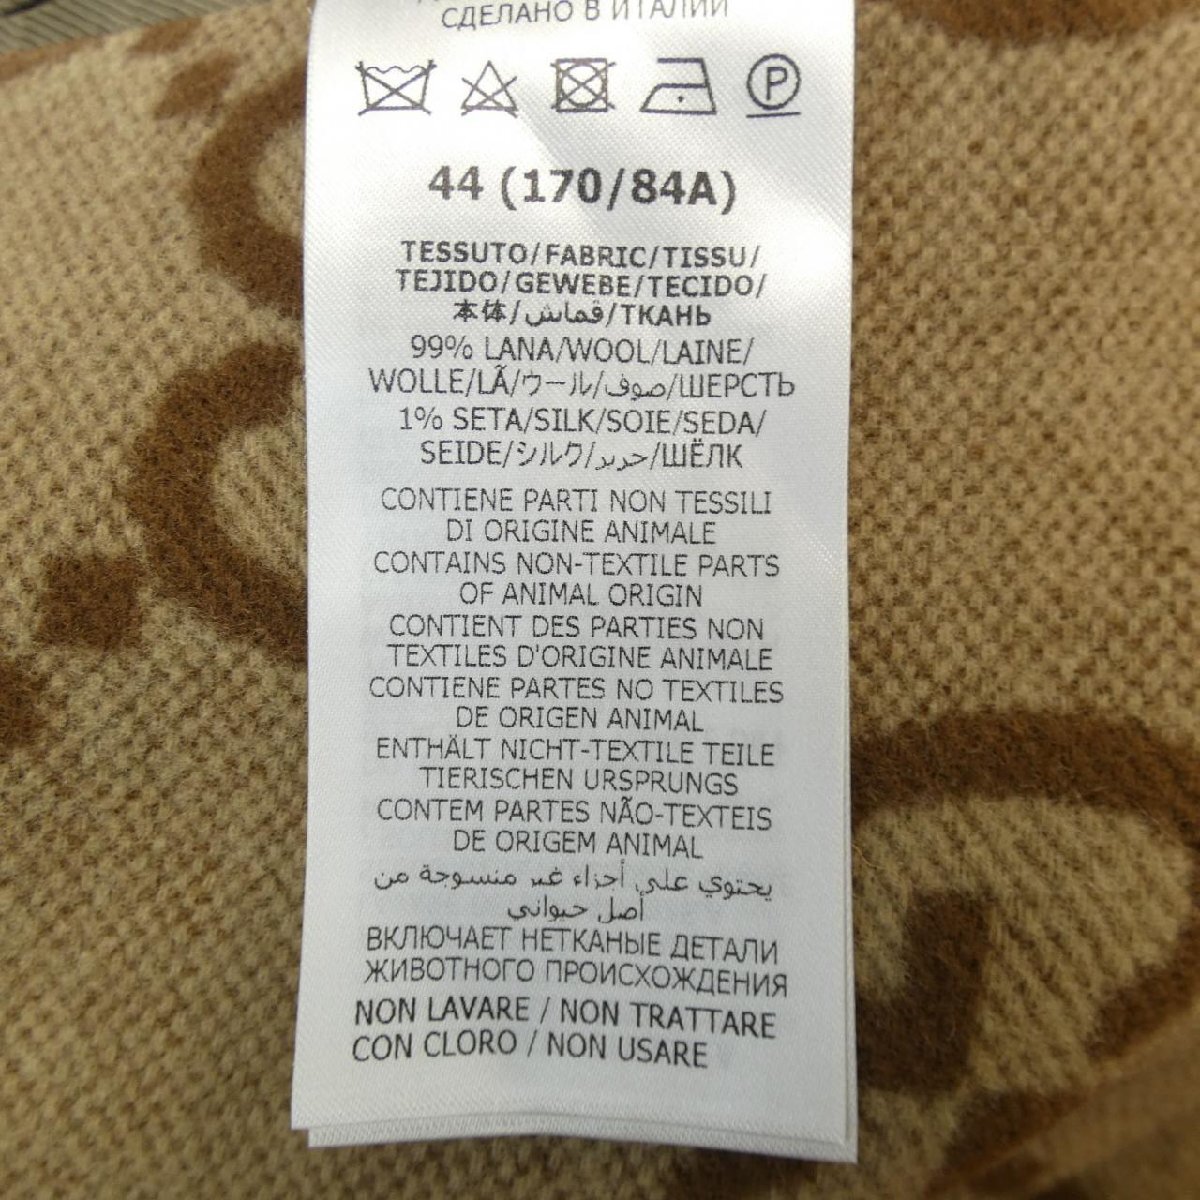 СДЕЛАНО В ИТАЛИИ
P
44 (170/84A)
TESSUTO/FABRIC/TISSU/
TEJIDO/GEWEBE/TECIDO/
本体/قماش/ТКАНЬ
99% LANA/WOOL/LAINE/
WOLLE/LÃ/ウール/صوف/ШЕРСТЬ
1% SETA/SILK/SOIE/SEDA/
SEIDE/シルク/حرير/ШЁЛК
CONTIENE PARTI NON TESSILI
DI ORIGINE ANIMALE
CONTAINS NON-TEXTILE PARTS
OF ANIMAL ORIGIN
CONTIENT DES PARTIES NON
TEXTILES D'ORIGINE ANIMALE
CONTIENE PARTES NO TEXTILES
DE ORIGEN ANIMAL
ENTHÄLT NICHT-TEXTILE TEILE
TIERISCHEN URSPRUNGS
CONTEM PARTES NÃO-TEXTEIS
DE ORIGEM ANIMAL
يحتوي على أجزاء غير منسوجة من
أصل حيواني
ВКЛЮЧАЕТ НЕТКАНЫЕ ДЕТАЛИ
ЖИВОТНОГО ПРОИСХОЖДЕНИЯ
NON LAVARE / NON TRATTARE
CON CLORO / NON USARE